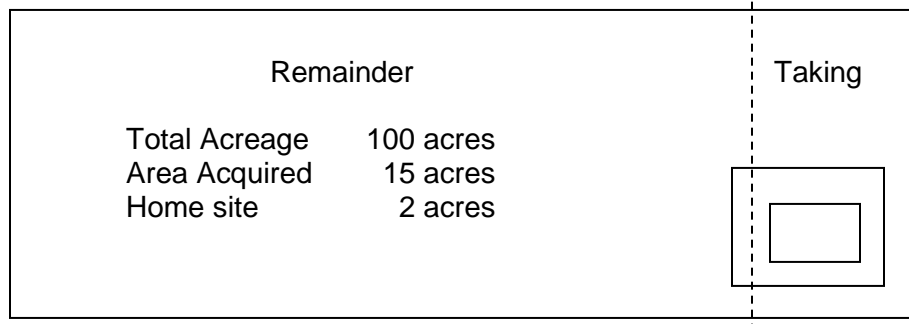 Remainder Taking
Total Acreage 100 acres
Area Acquired 15 acres
Home site 2 acres